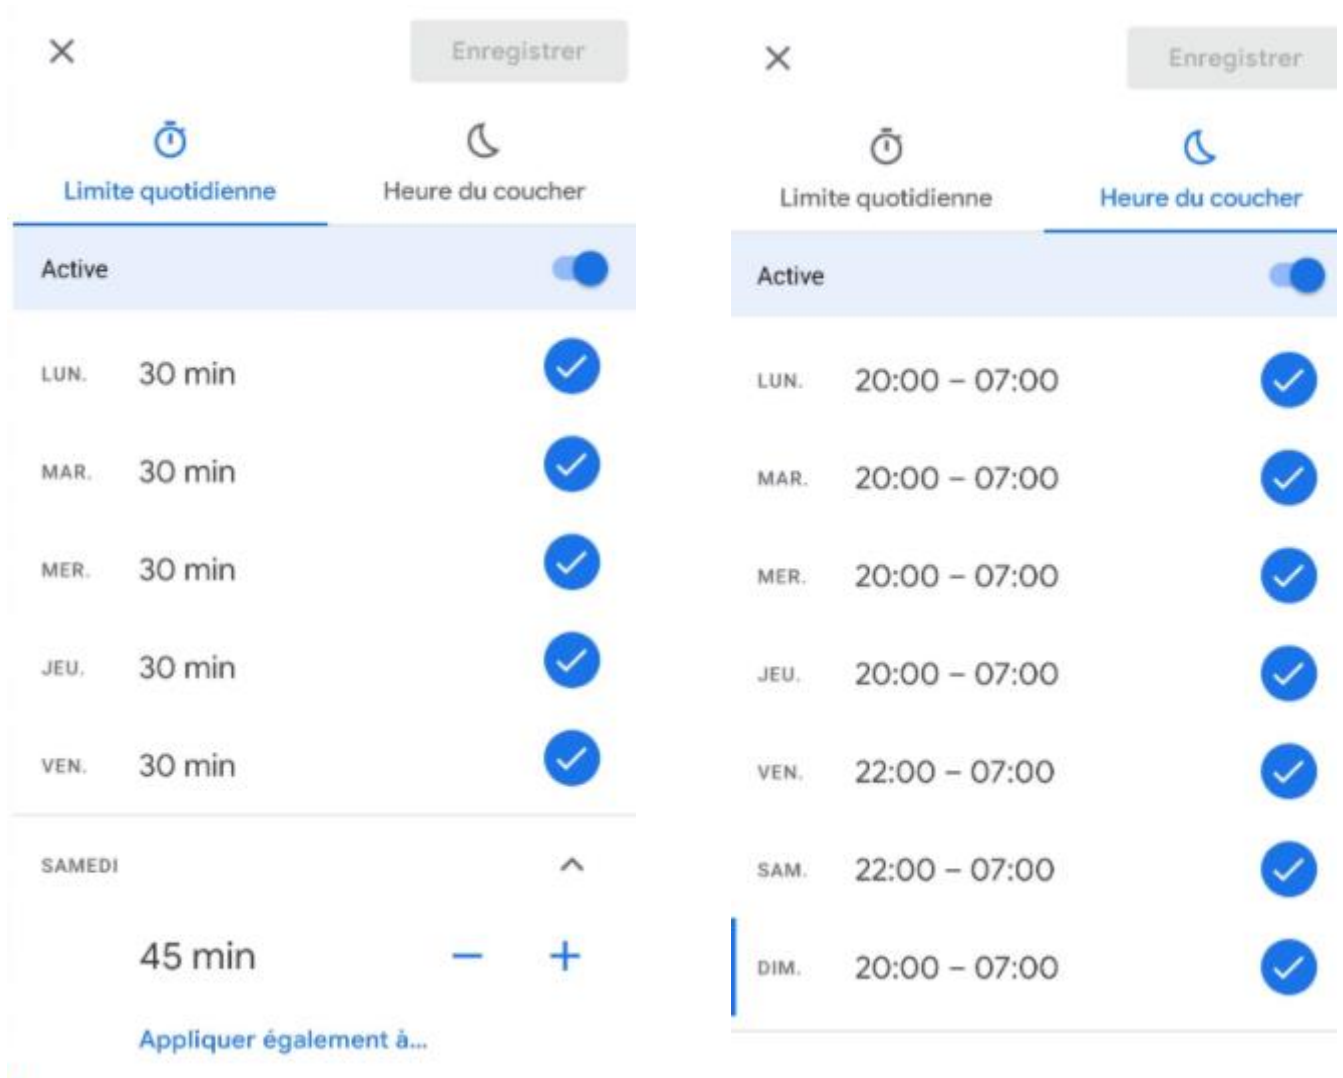 Enregistrer
Limite quotidienne Heure du coucher
Active
LUN. 30 min
MAR. 30 min
MER. 30 min
JEU. 30 min
VEN. 30 min
SAMEDI
45 min
Appliquer également à...
Enregistrer
Limite quotidienne Heure du coucher
Active
LUN. 20:00 – 07:00
MAR. 20:00 – 07:00
MER. 20:00 – 07:00
JEU. 20:00 – 07:00
VEN. 22:00 – 07:00
SAM. 22:00 – 07:00
DIM. 20:00 – 07:00